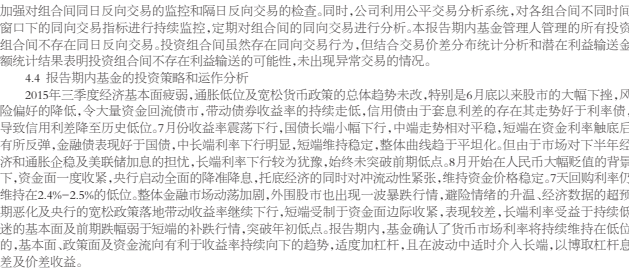 加强对组合间同日反向交易的监控和隔日反向交易的检查。同时，公司利用公平交易分析系统，对各组合间不同时间
窗口下的同向交易指标进行持续监控，定期对组合间的同向交易进行分析。本报告期内基金管理人管理的所有投资
组合间不存在同日反向交易。投资组合间虽然存在同向交易行为，但结合交易价差分布统计分析和潜在利益输送金
额统计结果表明投资组合间不存在利益输送的可能性，未出现异常交易的情况。
4.4 报告期内基金的投资策略和运作分析
2015年三季度经济基本面疲弱，通胀低位及宽松货币政策的总体趋势未改，特别是6月底以来股市的大幅下挫，风
险偏好的降低，令大量资金回流债市，带动债券收益率的持续走低，信用债由于套息利差的存在其走势好于利率债，
导致信用利差降至历史低位。7月份收益率震荡下行，国债长端小幅下行，中端走势相对平稳，短端在资金利率触底后
有所反弹，金融债表现好于国债，中长端利率下行明显，短端维持稳定，整体曲线趋于平坦化。但由于市场对下半年经
济和通胀企稳及美联储加息的担忧，长端利率下行较为犹豫，始终未突破前期低点。8月开始在人民币大幅贬值的背景
下，资金面一度收紧，央行启动全面的降准降息，托底经济的同时对冲流动性紧张，维持资金价格稳定。7天回购利率仍
维持在2.4%-2.5%的低位。整体金融市场动荡加剧，外围股市也出现一波暴跌行情，避险情绪的升温、经济数据的超预
期恶化及央行的宽松政策落地带动收益率继续下行，短端受制于资金面边际收紧，表现较差，长端利率受益于持续低
迷的基本面及前期跌幅弱于短端的补跌行情，突破年初低点。报告期内，基金确认了货币市场利率将持续维持在低位
的，基本面、政策面及资金流向有利于收益率持续向下的趋势，适度加杠杆，且在波动中适时介入长端，以博取杠杆息
差及价差收益。